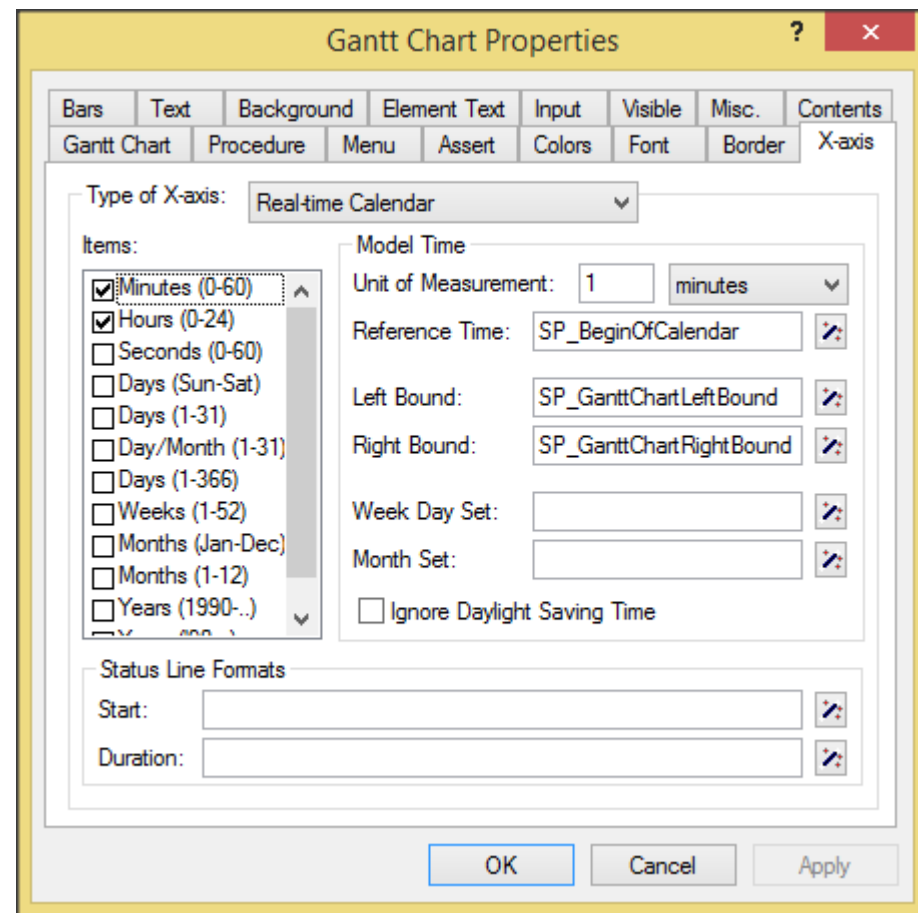 Gantt Chart Properties
?
Bars Text Background Element Text Input Visible Misc. Contents
Gantt Chart Procedure Menu Assert Colors Font Border X-axis
Type of X-axis: Real-time Calendar
Items:
Minutes (0-60)
Hours (0-24)
Seconds (0-60)
Days (Sun-Sat)
Days (1-31)
Day/Month (1-31)
Days (1-366)
Weeks (1-52)
Months (Jan-Dec)
Months (1-12)
Years (1990-..)
Model Time
Unit of Measurement: 1 minutes
Reference Time: SP_BeginOfCalendar
Left Bound: SP_GanttChartLeftBound
Right Bound: SP_GanttChartRightBound
Week Day Set:
Month Set:
Ignore Daylight Saving Time
Status Line Formats
Start:
Duration:
OK Cancel Apply